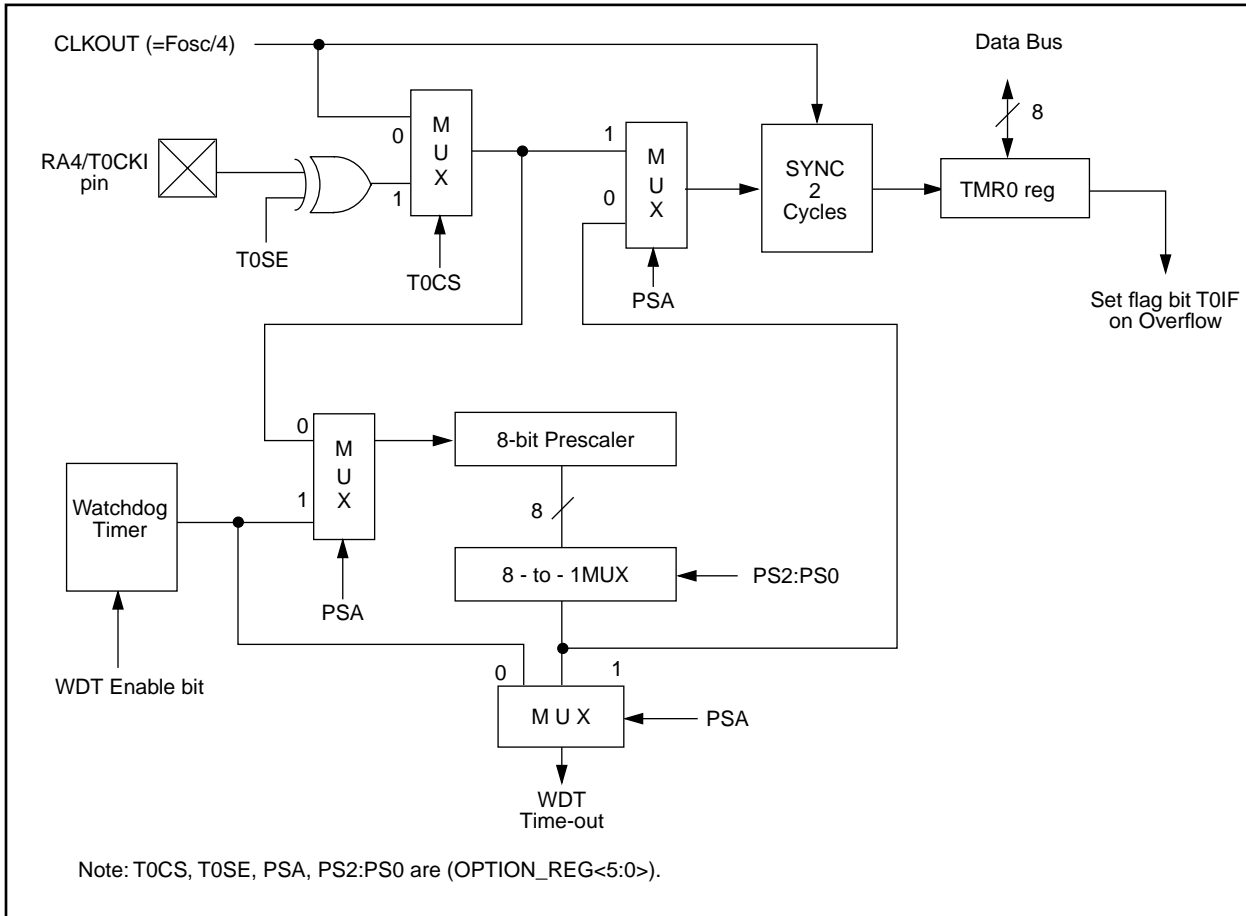 CLKOUT (=Fosc/4)
Data Bus
8
RA4/T0CKI
pin
T0SE
0
1
M
U
X
T0CS
1
0
M
U
X
PSA
SYNC
2
Cycles
TMR0 reg
Set flag bit T0IF
on Overflow
Watchdog
Timer
WDT Enable bit
0
1
M
U
X
PSA
8-bit Prescaler
8
8 - to - 1MUX
PS2:PS0
0
1
M U X
PSA
WDT
Time-out
Note: T0CS, T0SE, PSA, PS2:PS0 are (OPTION_REG<5:0>).